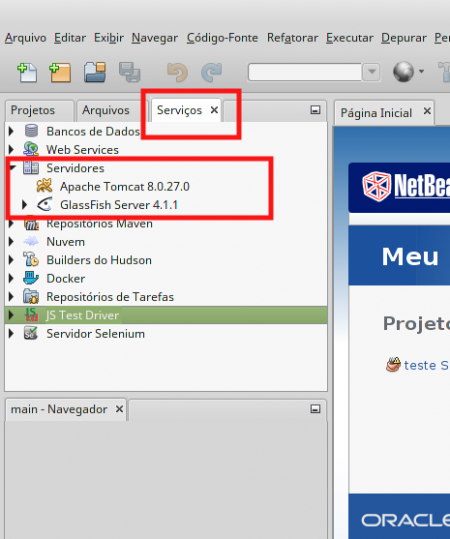 Arquivo Editar Exibir Navegar Código-Fonte Refatorar Executar Depurar
Projetos Arquivos Serviços Página Inicial
Bancos de Dados
Web Services
Servidores
Apache Tomcat 8.0.27.0
GlassFish Server 4.1.1
Repositórios Maven
Nuvem
Builders do Hudson
Docker
Repositórios de Tarefas
JS Test Driver
Servidor Selenium
main - Navegador
NetBea
Meu
Projeto
teste S
ORACLE